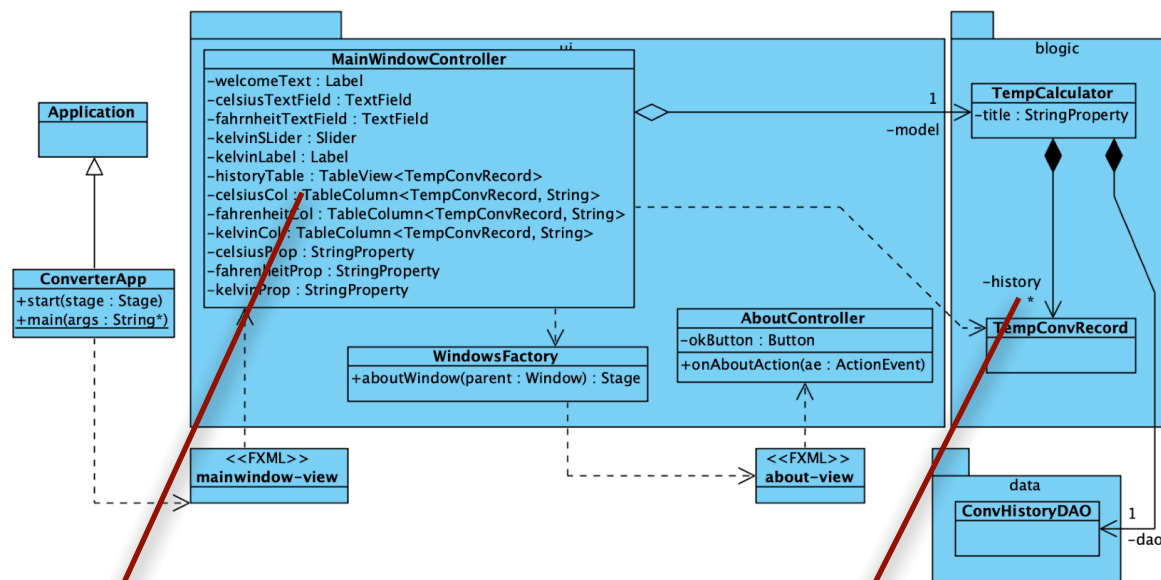 Application
ConverterApp
+start(stage : Stage)
+main(args : String*)
ui
MainWindowController
-welcomeText : Label
-celsiusTextField : TextField
-fahrnheitTextField : TextField
-kelvinSLider : Slider
-kelvinLabel : Label
-historyTable : TableView<TempConvRecord>
-celsiusCol : TableColumn<TempConvRecord, String>
-fahrenheitCol : TableColumn<TempConvRecord, String>
-kelvinCol : TableColumn<TempConvRecord, String>
-celsiusProp : StringProperty
-fahrenheitProp : StringProperty
-kelvinProp : StringProperty
WindowsFactory
+aboutWindow(parent : Window) : Stage
AboutController
-okButton : Button
+onAboutAction(ae : ActionEvent)
<<FXML>>
mainwindow-view
<<FXML>>
about-view
1
-model
blogic
TempCalculator
-title : StringProperty
-history
*
TempConvRecord
data
ConvHistoryDAO
1
-dao